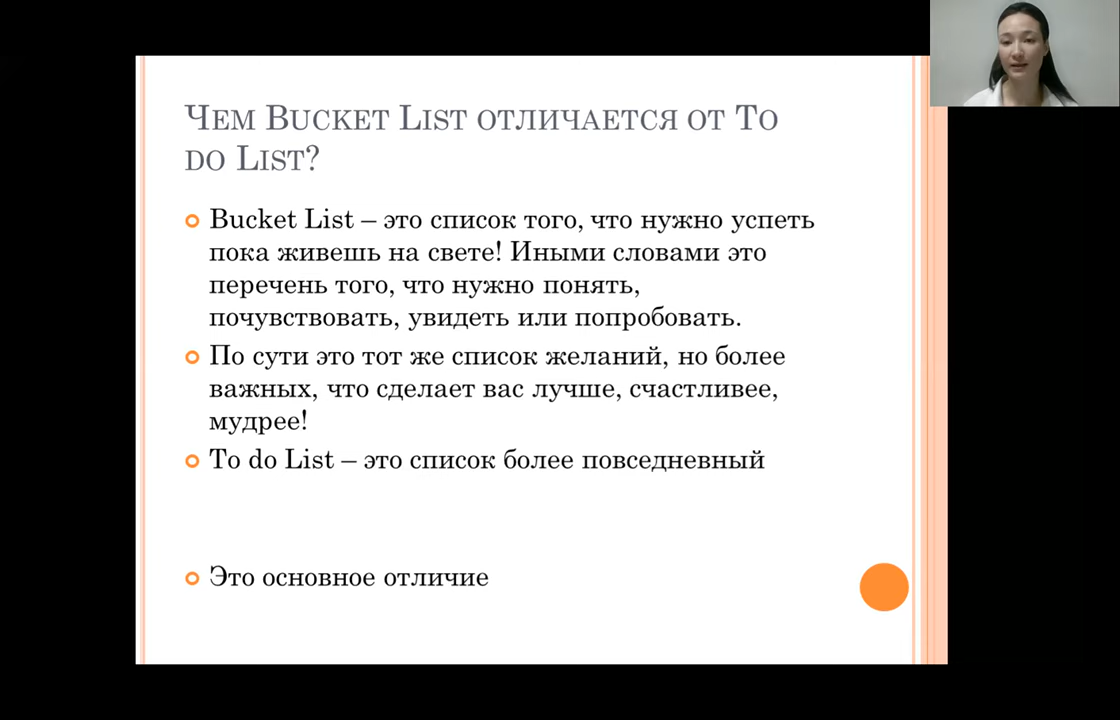 Чем Bucket List отличается от To
do List?
Bucket List – это список того, что нужно успеть
пока живешь на свете! Иными словами это
перечень того, что нужно понять,
почувствовать, увидеть или попробовать.
По сути это тот же список желаний, но более
важных, что сделает вас лучше, счастливее,
мудрее!
To do List – это список более повседневный
Это основное отличие